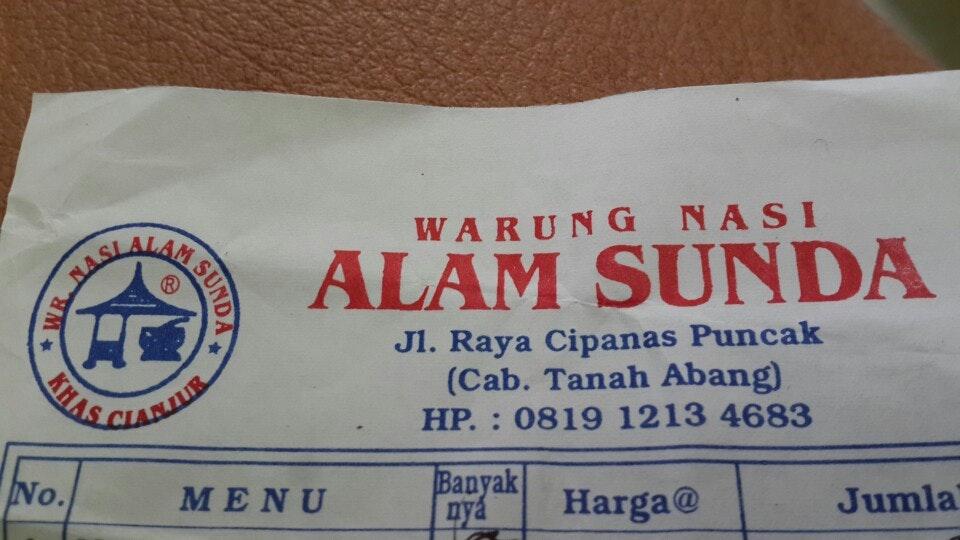 WR. NASI ALAM SUNDA
®
KHAS CIANJUR
WARUNG NASI
ALAM SUNDA
Jl. Raya Cipanas Puncak
(Cab. Tanah Abang)
HP. : 0819 1213 4683
No. MENU Banyak nya Harga@ Jumla